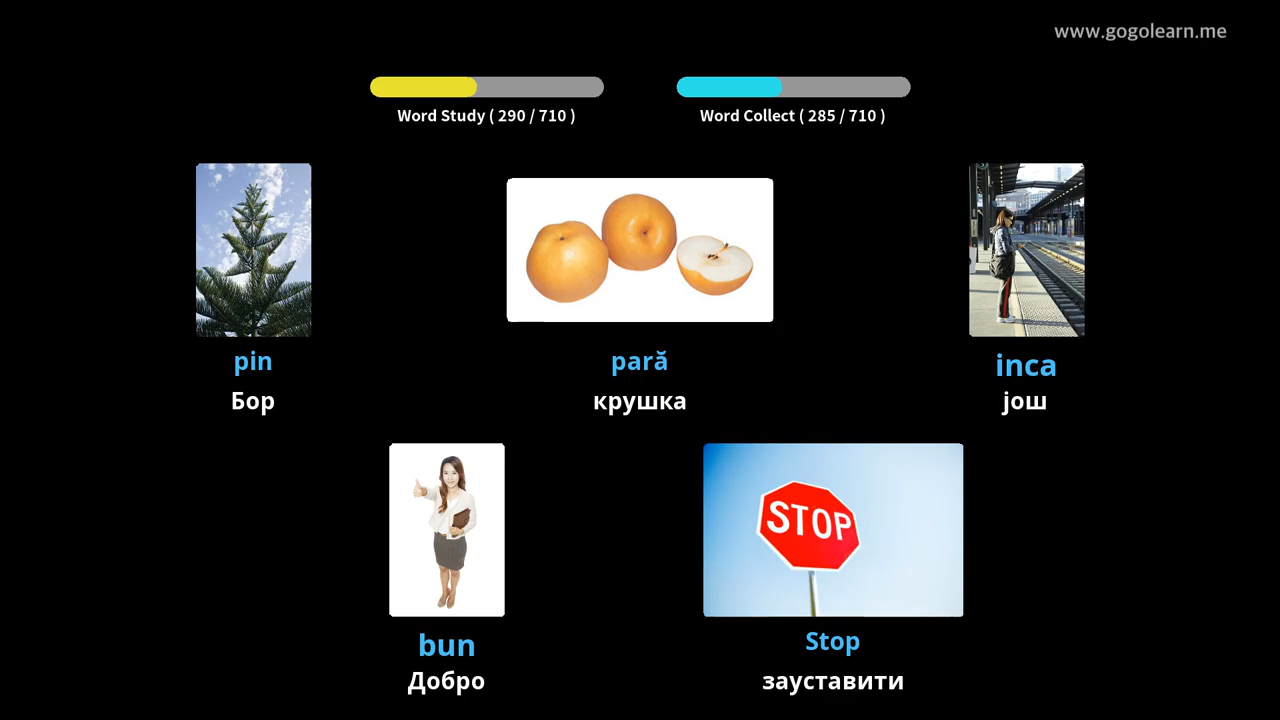 www.gogolearn.me
Word Study ( 290 / 710 )
Word Collect ( 285 / 710 )
pin
Бор
pară
крушка
inca
још
bun
Добро
STOP
Stop
зауставити